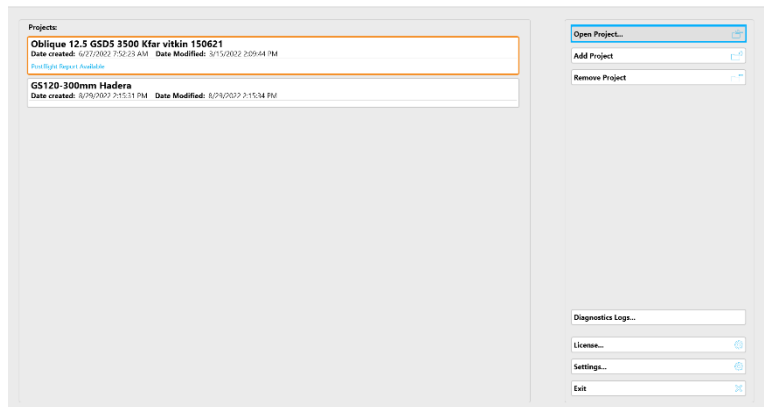 Projects:
Oblique 12.5 GSD5 3500 Kfar vitkin 150621
Date created: 6/27/2022 7:52:23 AM Date Modified: 3/15/2022 2:09:44 PM
Post flight Report Available
GS120-300mm Hadera
Date created: 8/29/2022 2:15:31 PM Date Modified: 8/29/2022 2:15:34 PM
Open Project...
Add Project
Remove Project
Diagnostics Logs...
License...
Settings...
Exit